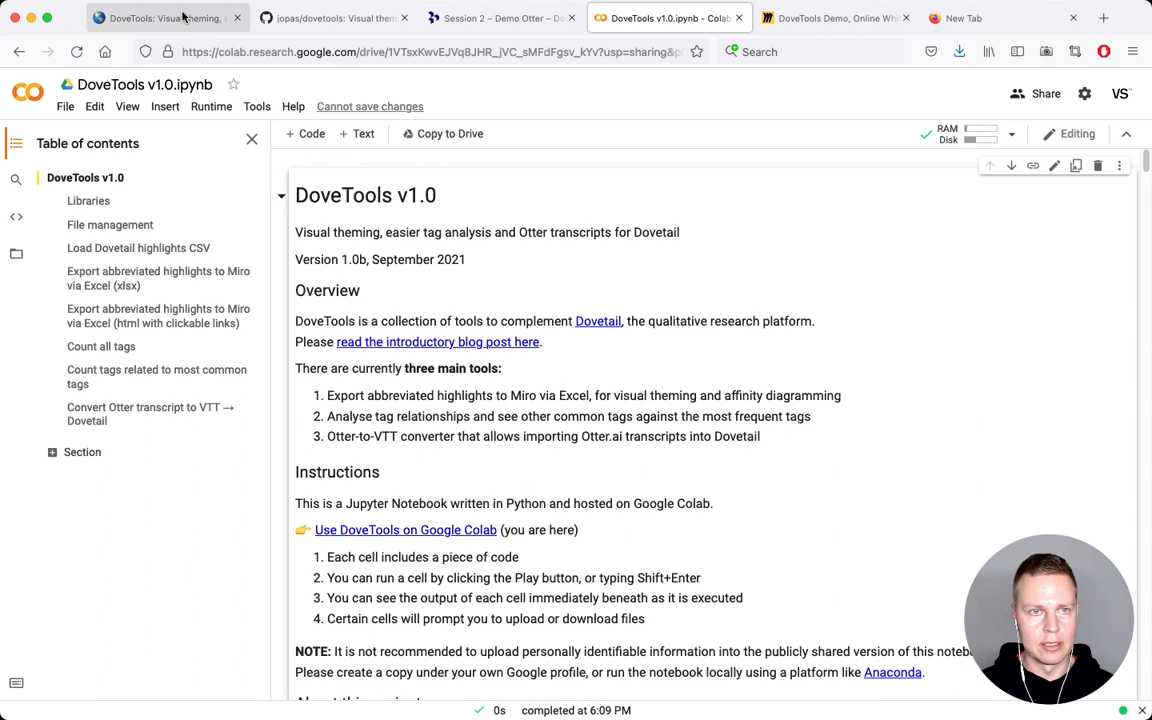 DoveTools: Visual theming,
jopas/dovetools: Visual them
Session 2 – Demo Otter – Do
DoveTools v1.0.ipynb - Colab
DoveTools Demo, Online Whi
New Tab
https://colab.research.google.com/drive/1VTsxKwvEJVq8JHR_jVC_sMFdFgsv_kYv?usp=sharing&p
Search
DoveTools v1.0.ipynb
Share
VS
File Edit View Insert Runtime Tools Help Cannot save changes
Table of contents
+ Code + Text Copy to Drive
RAM
Disk
Editing
DoveTools v1.0
Libraries
File management
Load Dovetail highlights CSV
Export abbreviated highlights to Miro
via Excel (xlsx)
Export abbreviated highlights to Miro
via Excel (html with clickable links)
Count all tags
Count tags related to most common
tags
Convert Otter transcript to VTT →
Dovetail
Section
DoveTools v1.0
Visual theming, easier tag analysis and Otter transcripts for Dovetail
Version 1.0b, September 2021
Overview
DoveTools is a collection of tools to complement Dovetail, the qualitative research platform.
Please read the introductory blog post here.
There are currently three main tools:
1. Export abbreviated highlights to Miro via Excel, for visual theming and affinity diagramming
2. Analyse tag relationships and see other common tags against the most frequent tags
3. Otter-to-VTT converter that allows importing Otter.ai transcripts into Dovetail
Instructions
This is a Jupyter Notebook written in Python and hosted on Google Colab.
👉 Use DoveTools on Google Colab (you are here)
1. Each cell includes a piece of code
2. You can run a cell by clicking the Play button, or typing Shift+Enter
3. You can see the output of each cell immediately beneath as it is executed
4. Certain cells will prompt you to upload or download files
NOTE: It is not recommended to upload personally identifiable information into the publicly shared version of this noteb
Please create a copy under your own Google profile, or run the notebook locally using a platform like Anaconda.
0s completed at 6:09 PM